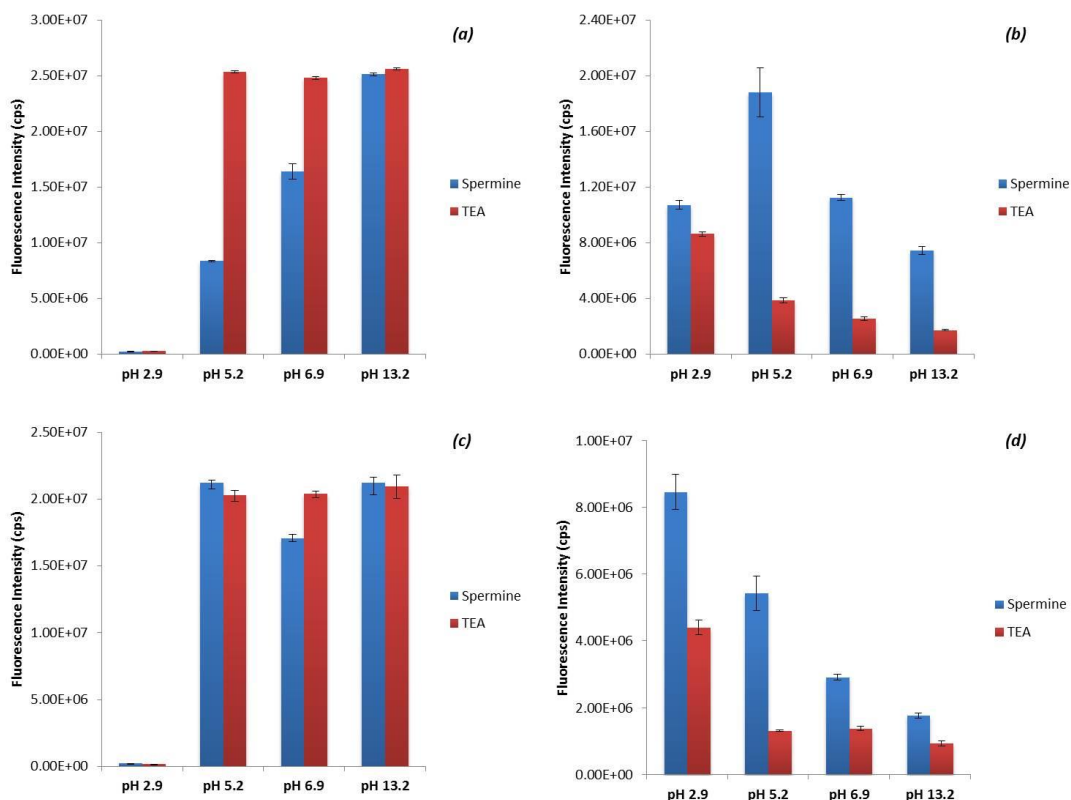 (a)
Fluorescence Intensity (cps)
3.00E+07
2.50E+07
2.00E+07
1.50E+07
1.00E+07
5.00E+06
0.00E+00
pH 2.9 pH 5.2 pH 6.9 pH 13.2
Spermine
TEA
(b)
Fluorescence Intensity (cps)
2.40E+07
2.00E+07
1.60E+07
1.20E+07
8.00E+06
4.00E+06
0.00E+00
pH 2.9 pH 5.2 pH 6.9 pH 13.2
Spermine
TEA
(c)
Fluorescence Intensity (cps)
2.50E+07
2.00E+07
1.50E+07
1.00E+07
5.00E+06
0.00E+00
pH 2.9 pH 5.2 pH 6.9 pH 13.2
Spermine
TEA
(d)
Fluorescence Intensity (cps)
1.00E+07
8.00E+06
6.00E+06
4.00E+06
2.00E+06
0.00E+00
pH 2.9 pH 5.2 pH 6.9 pH 13.2
Spermine
TEA